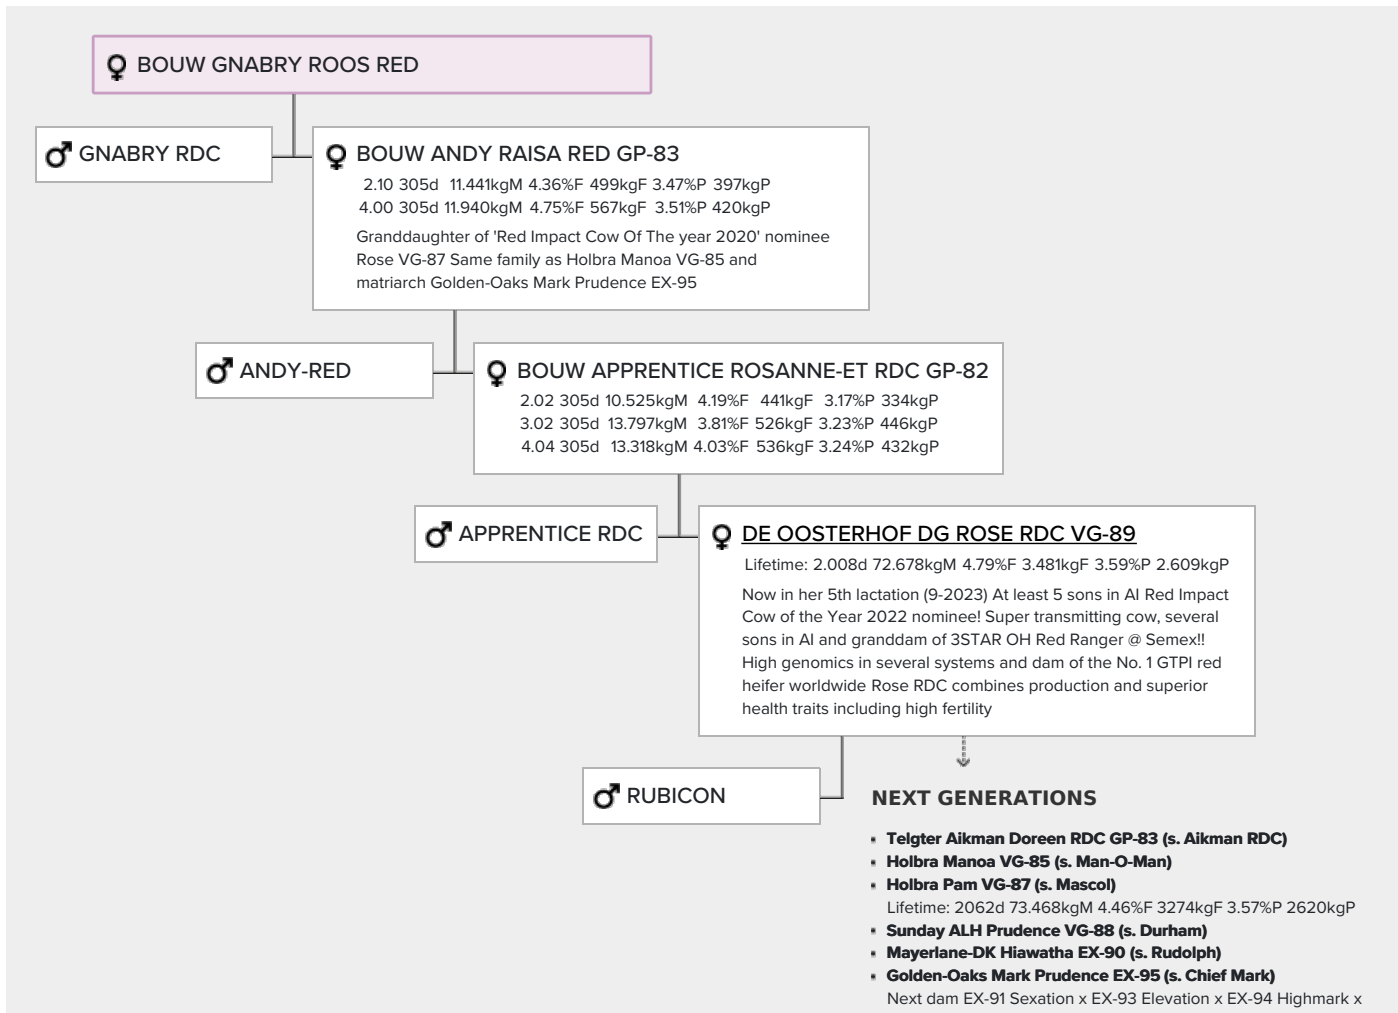 BOUW GNABRY ROOS RED
GNABRY RDC
BOUW ANDY RAISA RED GP-83
2.10 305d 11.441kgM 4.36%F 499kgF 3.47%P 397kgP
4.00 305d 11.940kgM 4.75%F 567kgF 3.51%P 420kgP
Granddaughter of 'Red Impact Cow Of The year 2020' nominee
Rose VG-87 Same family as Holbra Manoa VG-85 and
matriarch Golden-Oaks Mark Prudence EX-95
ANDY-RED
BOUW APPRENTICE ROSANNE-ET RDC GP-82
2.02 305d 10.525kgM 4.19%F 441kgF 3.17%P 334kgP
3.02 305d 13.797kgM 3.81%F 526kgF 3.23%P 446kgP
4.04 305d 13.318kgM 4.03%F 536kgF 3.24%P 432kgP
APPRENTICE RDC
DE OOSTERHOF DG ROSE RDC VG-89
Lifetime: 2.008d 72.678kgM 4.79%F 3.481kgF 3.59%P 2.609kgP
Now in her 5th lactation (9-2023) At least 5 sons in AI Red Impact
Cow of the Year 2022 nominee! Super transmitting cow, several
sons in AI and granddam of 3STAR OH Red Ranger @ Semex!!
High genomics in several systems and dam of the No. 1 GTPI red
heifer worldwide Rose RDC combines production and superior
health traits including high fertility
RUBICON
NEXT GENERATIONS
Telgter Aikman Doreen RDC GP-83 (s. Aikman RDC)
Holbra Manoa VG-85 (s. Man-O-Man)
Holbra Pam VG-87 (s. Mascol)
Lifetime: 2062d 73.468kgM 4.46%F 3274kgF 3.57%P 2620kgP
Sunday ALH Prudence VG-88 (s. Durham)
Mayerlane-DK Hiawatha EX-90 (s. Rudolph)
Golden-Oaks Mark Prudence EX-95 (s. Chief Mark)
Next dam EX-91 Sexation x EX-93 Elevation x EX-94 Highmark x